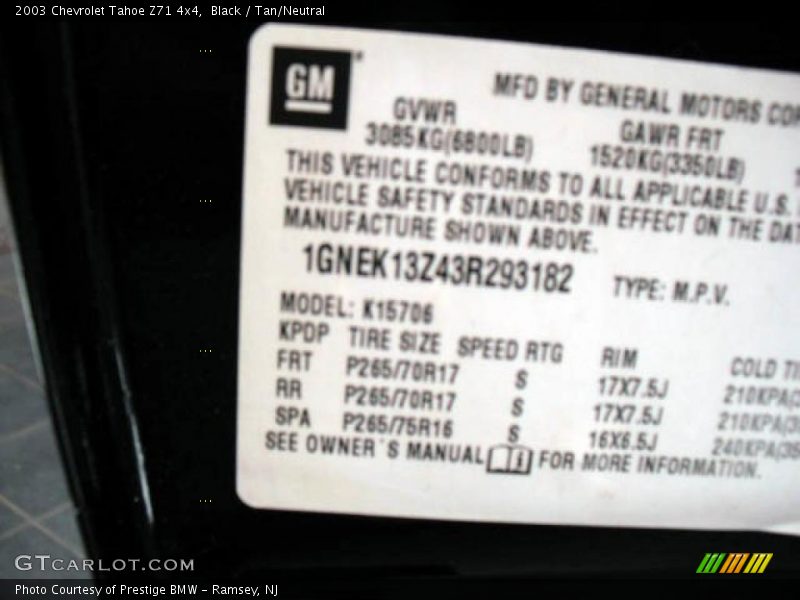 2003 Chevrolet Tahoe Z71 4x4,  Black / Tan/Neutral
GM
MFD BY GENERAL MOTORS
GVWR GAWR FRT
3085KG(6800LB) 1520KG(3350LB)
THIS VEHICLE CONFORMS TO ALL APPLICABLE U.S.
VEHICLE SAFETY STANDARDS IN EFFECT ON THE
MANUFACTURE SHOWN ABOVE.
1GNEK13Z43R293182 TYPE: M.P.V.
MODEL: K15706
KPDP TIRE SIZE SPEED RTG RIM COLD
FRT P265/70R17 S 17X7.5J 210KPA
RR P265/70R17 S 17X7.5J 210KPA
SPA P265/75R16 S 16X6.5J 240KPA
SEE OWNER'S MANUAL FOR MORE INFORMATION.
GTCARLOT.COM
Photo Courtesy of Prestige BMW - Ramsey, NJ